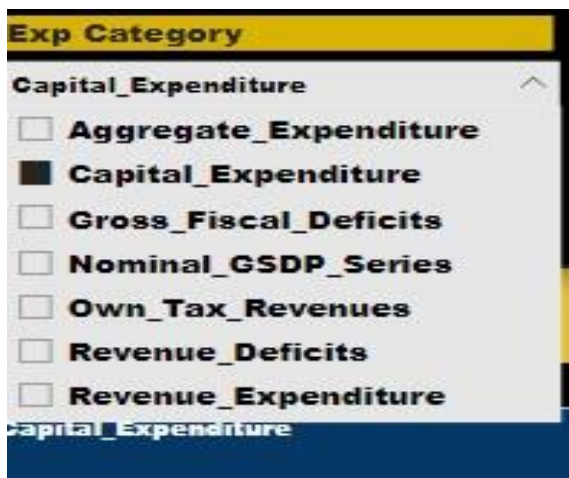 Exp Category
Capital_Expenditure
Aggregate_Expenditure
Capital_Expenditure
Gross_Fiscal_Deficits
Nominal_GSDP_Series
Own_Tax_Revenues
Revenue_Deficits
Revenue_Expenditure
Capital_Expenditure